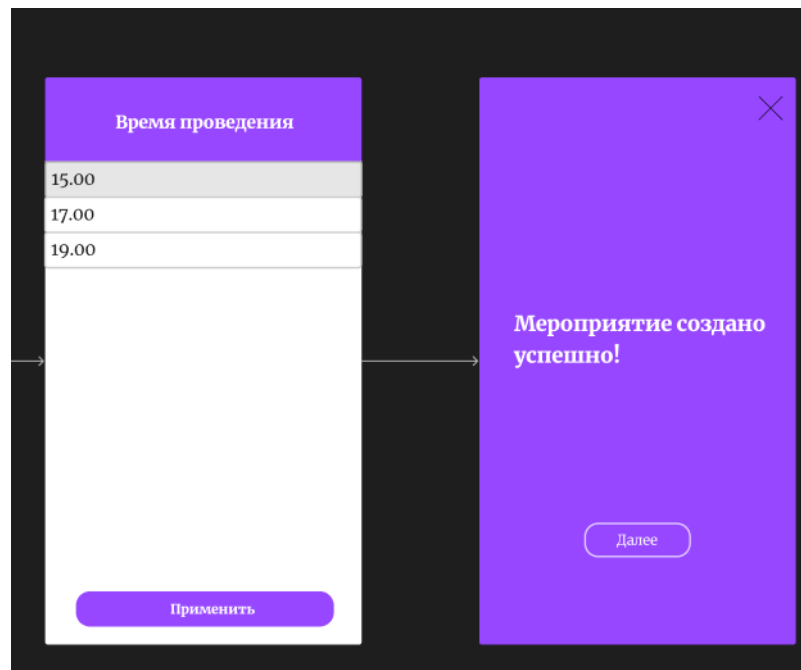 Время проведения
15.00
17.00
19.00
Применить
Мероприятие создано
успешно!
Далее